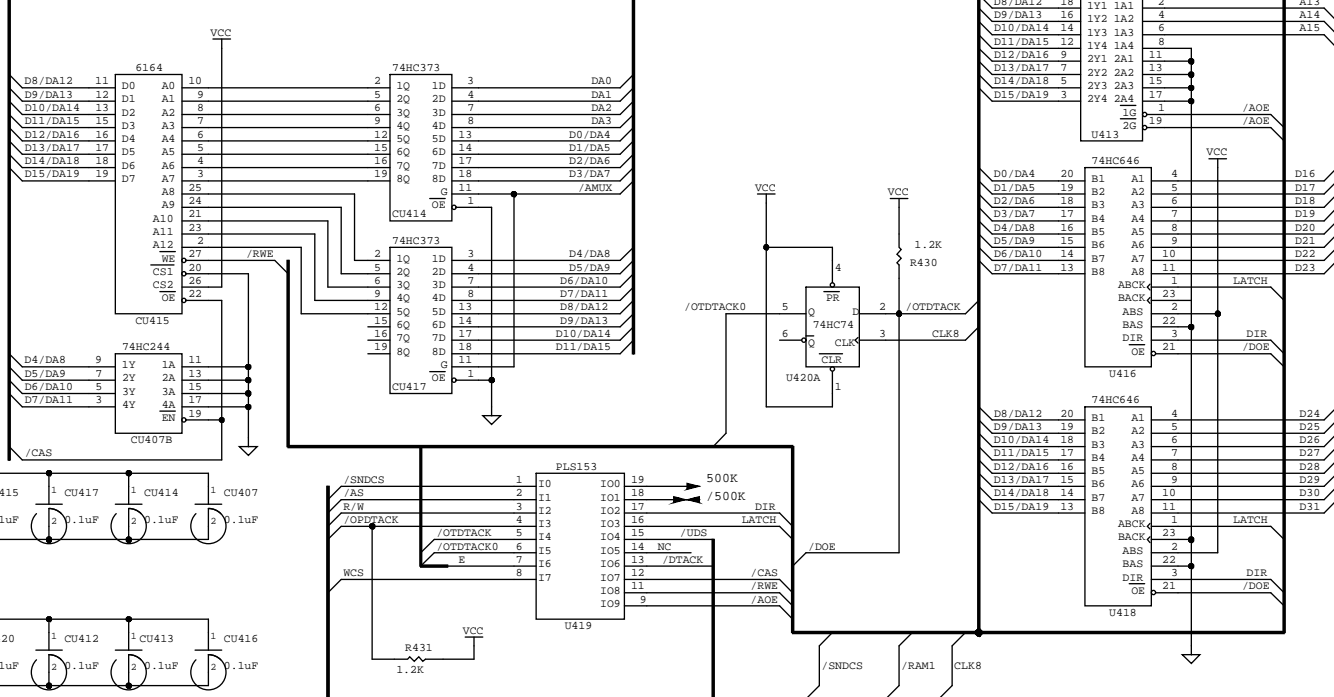 VCC
6164
D8/DA12 11 D0 A0 10
D9/DA13 12 D1 A1 9
D10/DA14 13 D2 A2 8
D11/DA15 15 D3 A3 7
D12/DA16 16 D4 A4 6
D13/DA17 17 D5 A5 5
D14/DA18 18 D6 A6 4
D15/DA19 19 D7 A7 3
A8 25
A9 24
A10 21
A11 23
A12 2
WE 27 /RWE
CS1 20
CS2 26
OE 22
CU415
74HC244
D4/DA8 9 1Y 1A 11
D5/DA9 7 2Y 2A 13
D6/DA10 5 3Y 3A 15
D7/DA11 3 4Y 4A 17
EN 19
CU407B
/CAS
74HC373
2 1Q 1D 3 DA0
5 2Q 2D 4 DA1
6 3Q 3D 7 DA2
9 4Q 4D 8 DA3
12 5Q 5D 13 D0/DA4
15 6Q 6D 14 D1/DA5
16 7Q 7D 17 D2/DA6
19 8Q 8D 18 D3/DA7
G 11 /AMUX
OE 1
CU414
74HC373
2 1Q 1D 3 D4/DA8
5 2Q 2D 4 D5/DA9
6 3Q 3D 7 D6/DA10
9 4Q 4D 8 D7/DA11
12 5Q 5D 13 D8/DA12
15 6Q 6D 14 D9/DA13
16 7Q 7D 17 D10/DA14
19 8Q 8D 18 D11/DA15
G 11
OE 1
CU417
VCC VCC
1.2K
R430
4
PR
/OTDTACK0 5 Q D 2 /OTDTACK
74HC74
6 Q CLK 3 CLK8
CLR
U420A 1
D8/DA12 18 1Y1 1A1 2 A13
D9/DA13 16 1Y2 1A2 4 A14
D10/DA14 14 1Y3 1A3 6 A15
D11/DA15 12 1Y4 1A4 8
D12/DA16 9 2Y1 2A1 11
D13/DA17 7 2Y2 2A2 13
D14/DA18 5 2Y3 2A3 15
D15/DA19 3 2Y4 2A4 17
1G 1 /AOE
2G 19 /AOE
U413
VCC
74HC646
D0/DA4 20 B1 A1 4 D16
D1/DA5 19 B2 A2 5 D17
D2/DA6 18 B3 A3 6 D18
D3/DA7 17 B4 A4 7 D19
D4/DA8 16 B5 A5 8 D20
D5/DA9 15 B6 A6 9 D21
D6/DA10 14 B7 A7 10 D22
D7/DA11 13 B8 A8 11 D23
ABCK 1 LATCH
BACK 23
ABS 2
BAS 22
DIR 3 DIR
OE 21 /DOE
U416
74HC646
D8/DA12 20 B1 A1 4 D24
D9/DA13 19 B2 A2 5 D25
D10/DA14 18 B3 A3 6 D26
D11/DA15 17 B4 A4 7 D27
D12/DA16 16 B5 A5 8 D28
D13/DA17 15 B6 A6 9 D29
D14/DA18 14 B7 A7 10 D30
D15/DA19 13 B8 A8 11 D31
ABCK 1 LATCH
BACK 23
ABS 2
BAS 22
DIR 3 DIR
OE 21 /DOE
U418
415 1 CU417 1 CU414 1 CU407
1uF 2 0.1uF 2 0.1uF 2 0.1uF
PLS153
/SNDCS 1 I0 IO0 19 500K
/AS 2 I1 IO1 18 /500K
R/W 3 I2 IO2 17 DIR
/OPDTACK 4 I3 IO3 16 LATCH
/OTDTACK 5 I4 IO4 15 /UDS
/OTDTACK0 6 I5 IO5 14 NC
E 7 I6 IO6 13 /DTACK
WCS 8 I7 IO7 12 /CAS
IO8 11 /RWE
IO9 9 /AOE
U419
/DOE
20 1 CU412 1 CU413 1 CU416
1uF 2 0.1uF 2 0.1uF 2 0.1uF
VCC
R431
1.2K
/SNDCS /RAM1 CLK8